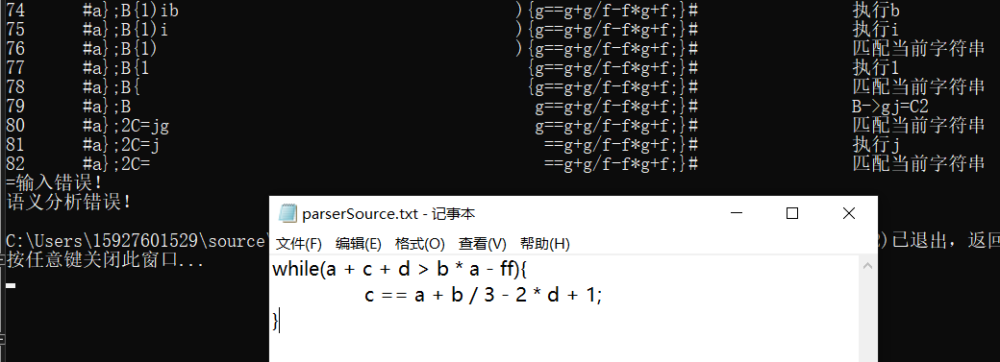 74 #a};B{1)ib ){g==g+g/f-f*g+f;}# 执行b
75 #a};B{1)i ){g==g+g/f-f*g+f;}# 执行i
76 #a};B{1) ){g==g+g/f-f*g+f;}# 匹配当前字符串
77 #a};B{1 {g==g+g/f-f*g+f;}# 执行1
78 #a};B{ {g==g+g/f-f*g+f;}# 匹配当前字符串
79 #a};B g==g+g/f-f*g+f;}# B->gj=C2
80 #a};2C=jg g==g+g/f-f*g+f;}# 匹配当前字符串
81 #a};2C=j ==g+g/f-f*g+f;}# 执行j
82 #a};2C= ==g+g/f-f*g+f;}# 匹配当前字符串
=输入错误!
语义分析错误!
parserSource.txt - 记事本
C:\Users\15927601529\source\ )已退出，返回
文件(F) 编辑(E) 格式(O) 查看(V) 帮助(H)
按任意键关闭此窗口...
while(a + c + d > b * a - ff){
c == a + b / 3 - 2 * d + 1;
}